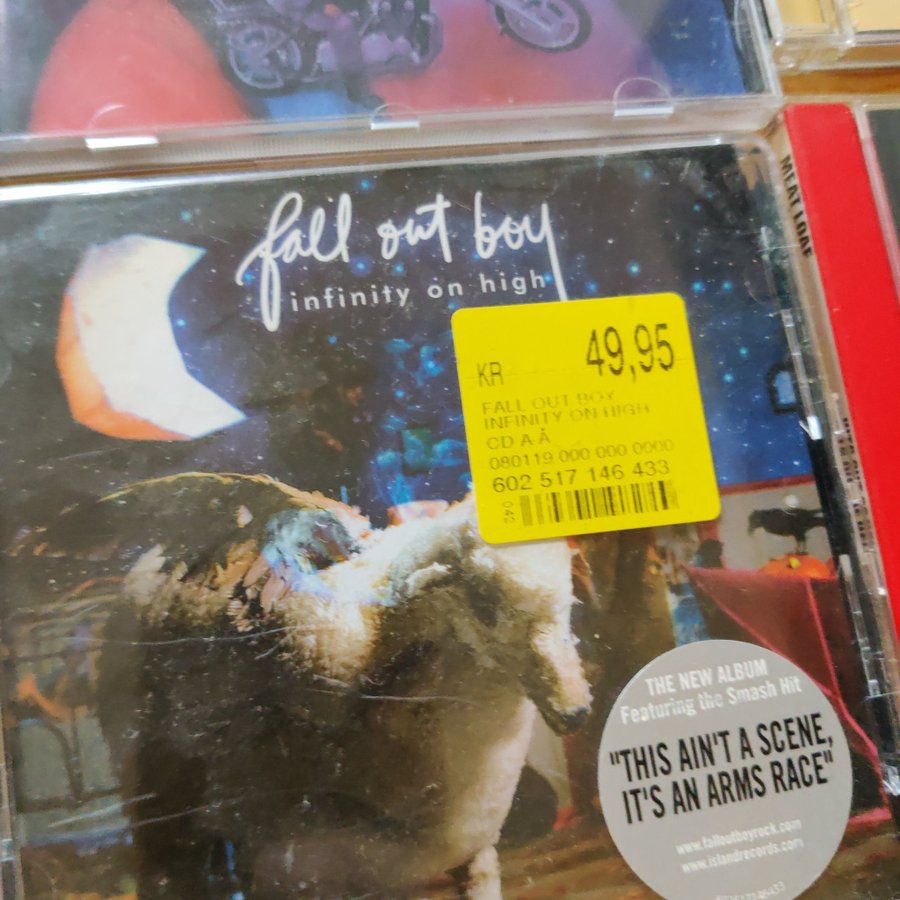 fall out boy
infinity on high
KR 49,95
FALL OUT BOY
INFINITY ON HIGH
CD A-Å
080119 000 000 0000
602 517 146 433
042
THE NEW ALBUM
Featuring the Smash Hit
"THIS AIN'T A SCENE,
IT'S AN ARMS RACE"
www.falloutboyrock.com
www.islandrecords.com
MEAT LOAF